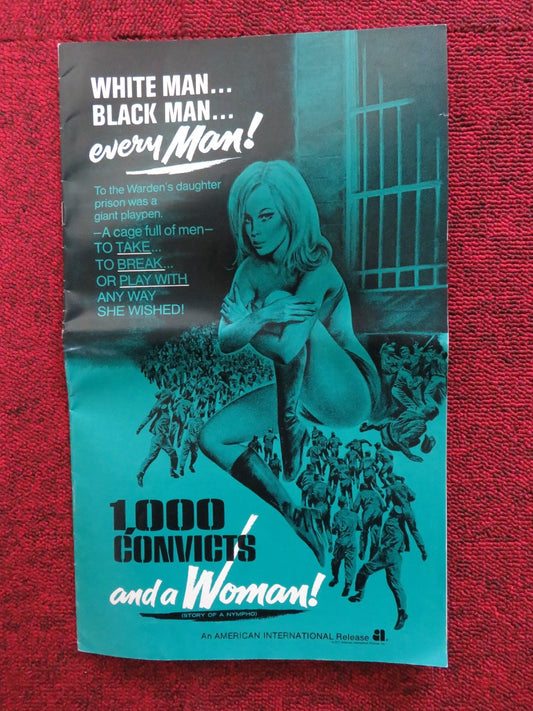 WHITE MAN...
BLACK MAN...
every Man!
To the Warden's daughter
prison was a
giant playpen.
—A cage full of men—
TO TAKE...
TO BREAK...
OR PLAY WITH
ANY WAY
SHE WISHED!
1,000
CONVICTS
and a Woman!
(STORY OF A NYMPHO)
An AMERICAN INTERNATIONAL Release